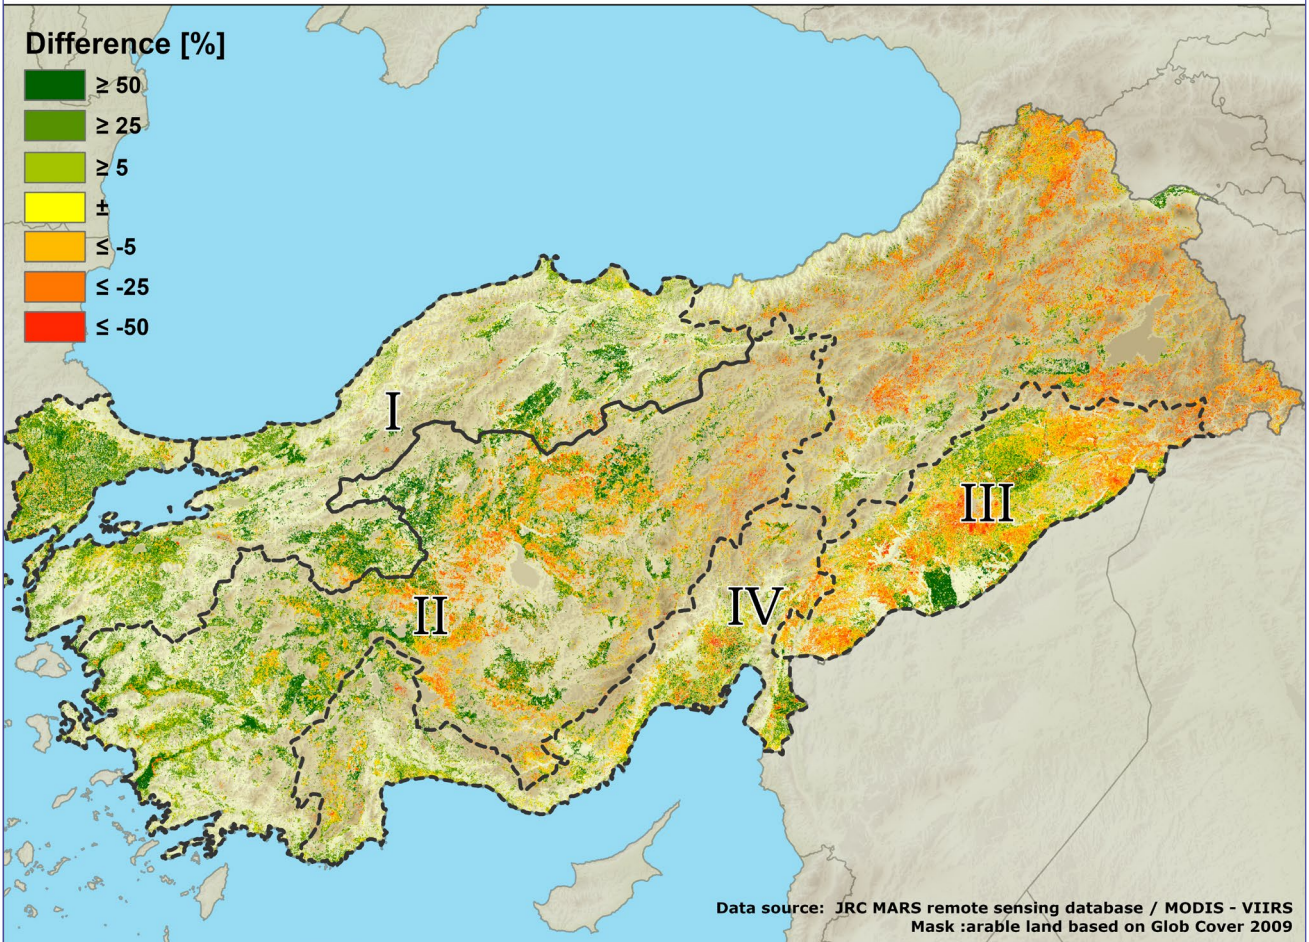 Difference [%]
≥ 50
≥ 25
≥ 5
±
≤ -5
≤ -25
≤ -50
I
II
III
IV
Data source: JRC MARS remote sensing database / MODIS - VIIRS
Mask :arable land based on Glob Cover 2009